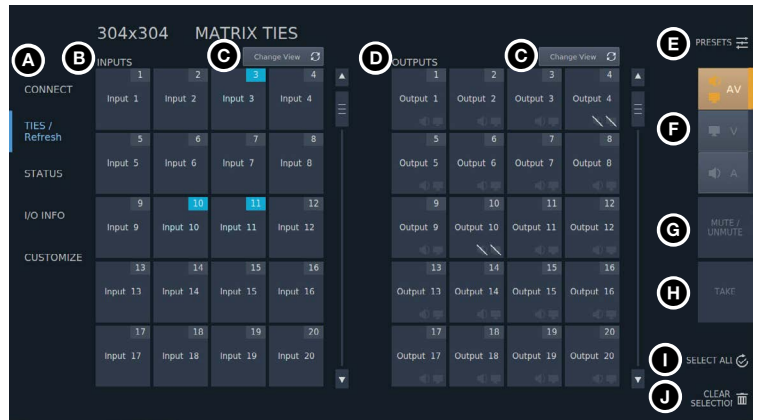 304x304 MATRIX TIES
A
B
C
D
C
E
PRESETS
INPUTS
Change View
OUTPUTS
Change View
CONNECT
TIES /
Refresh
STATUS
I/O INFO
CUSTOMIZE
1 2 3 4
Input 1 Input 2 Input 3 Input 4
5 6 7 8
Input 5 Input 6 Input 7 Input 8
9 10 11 12
Input 9 Input 10 Input 11 Input 12
13 14 15 16
Input 13 Input 14 Input 15 Input 16
17 18 19 20
Input 17 Input 18 Input 19 Input 20
1 2 3 4
Output 1 Output 2 Output 3 Output 4
5 6 7 8
Output 5 Output 6 Output 7 Output 8
9 10 11 12
Output 9 Output 10 Output 11 Output 12
13 14 15 16
Output 13 Output 14 Output 15 Output 16
17 18 19 20
Output 17 Output 18 Output 19 Output 20
AV
F
V
A
G
MUTE /
UNMUTE
H
TAKE
I
SELECT ALL
J
CLEAR
SELECTION